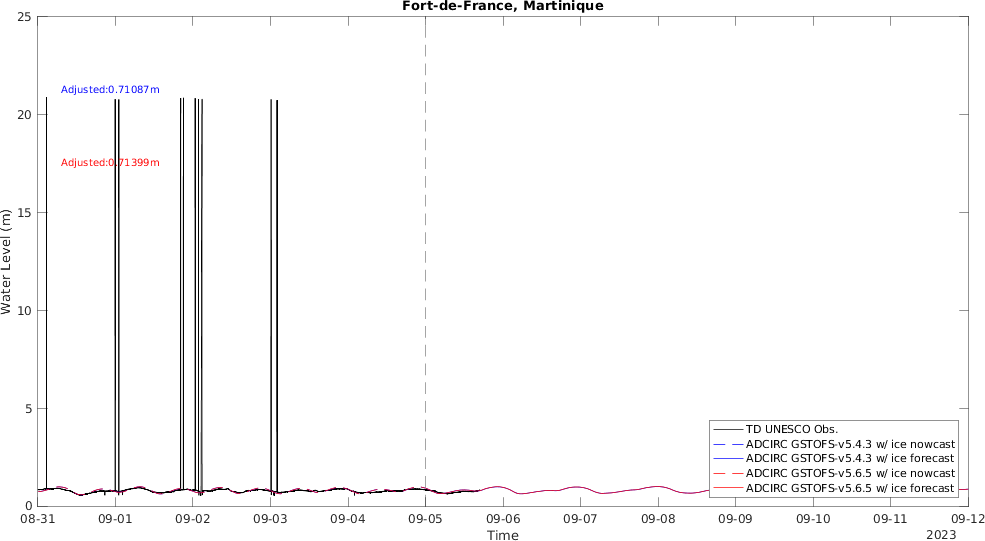 Fort-de-France, Martinique
25
20
15
10
5
0
Water Level (m)
Adjusted:0.71087m
Adjusted:0.71399m
TD UNESCO Obs.
ADCIRC GSTOFS-v5.4.3 w/ ice nowcast
ADCIRC GSTOFS-v5.4.3 w/ ice forecast
ADCIRC GSTOFS-v5.6.5 w/ ice nowcast
ADCIRC GSTOFS-v5.6.5 w/ ice forecast
08-31 09-01 09-02 09-03 09-04 09-05 09-06 09-07 09-08 09-09 09-10 09-11 09-12
Time
2023